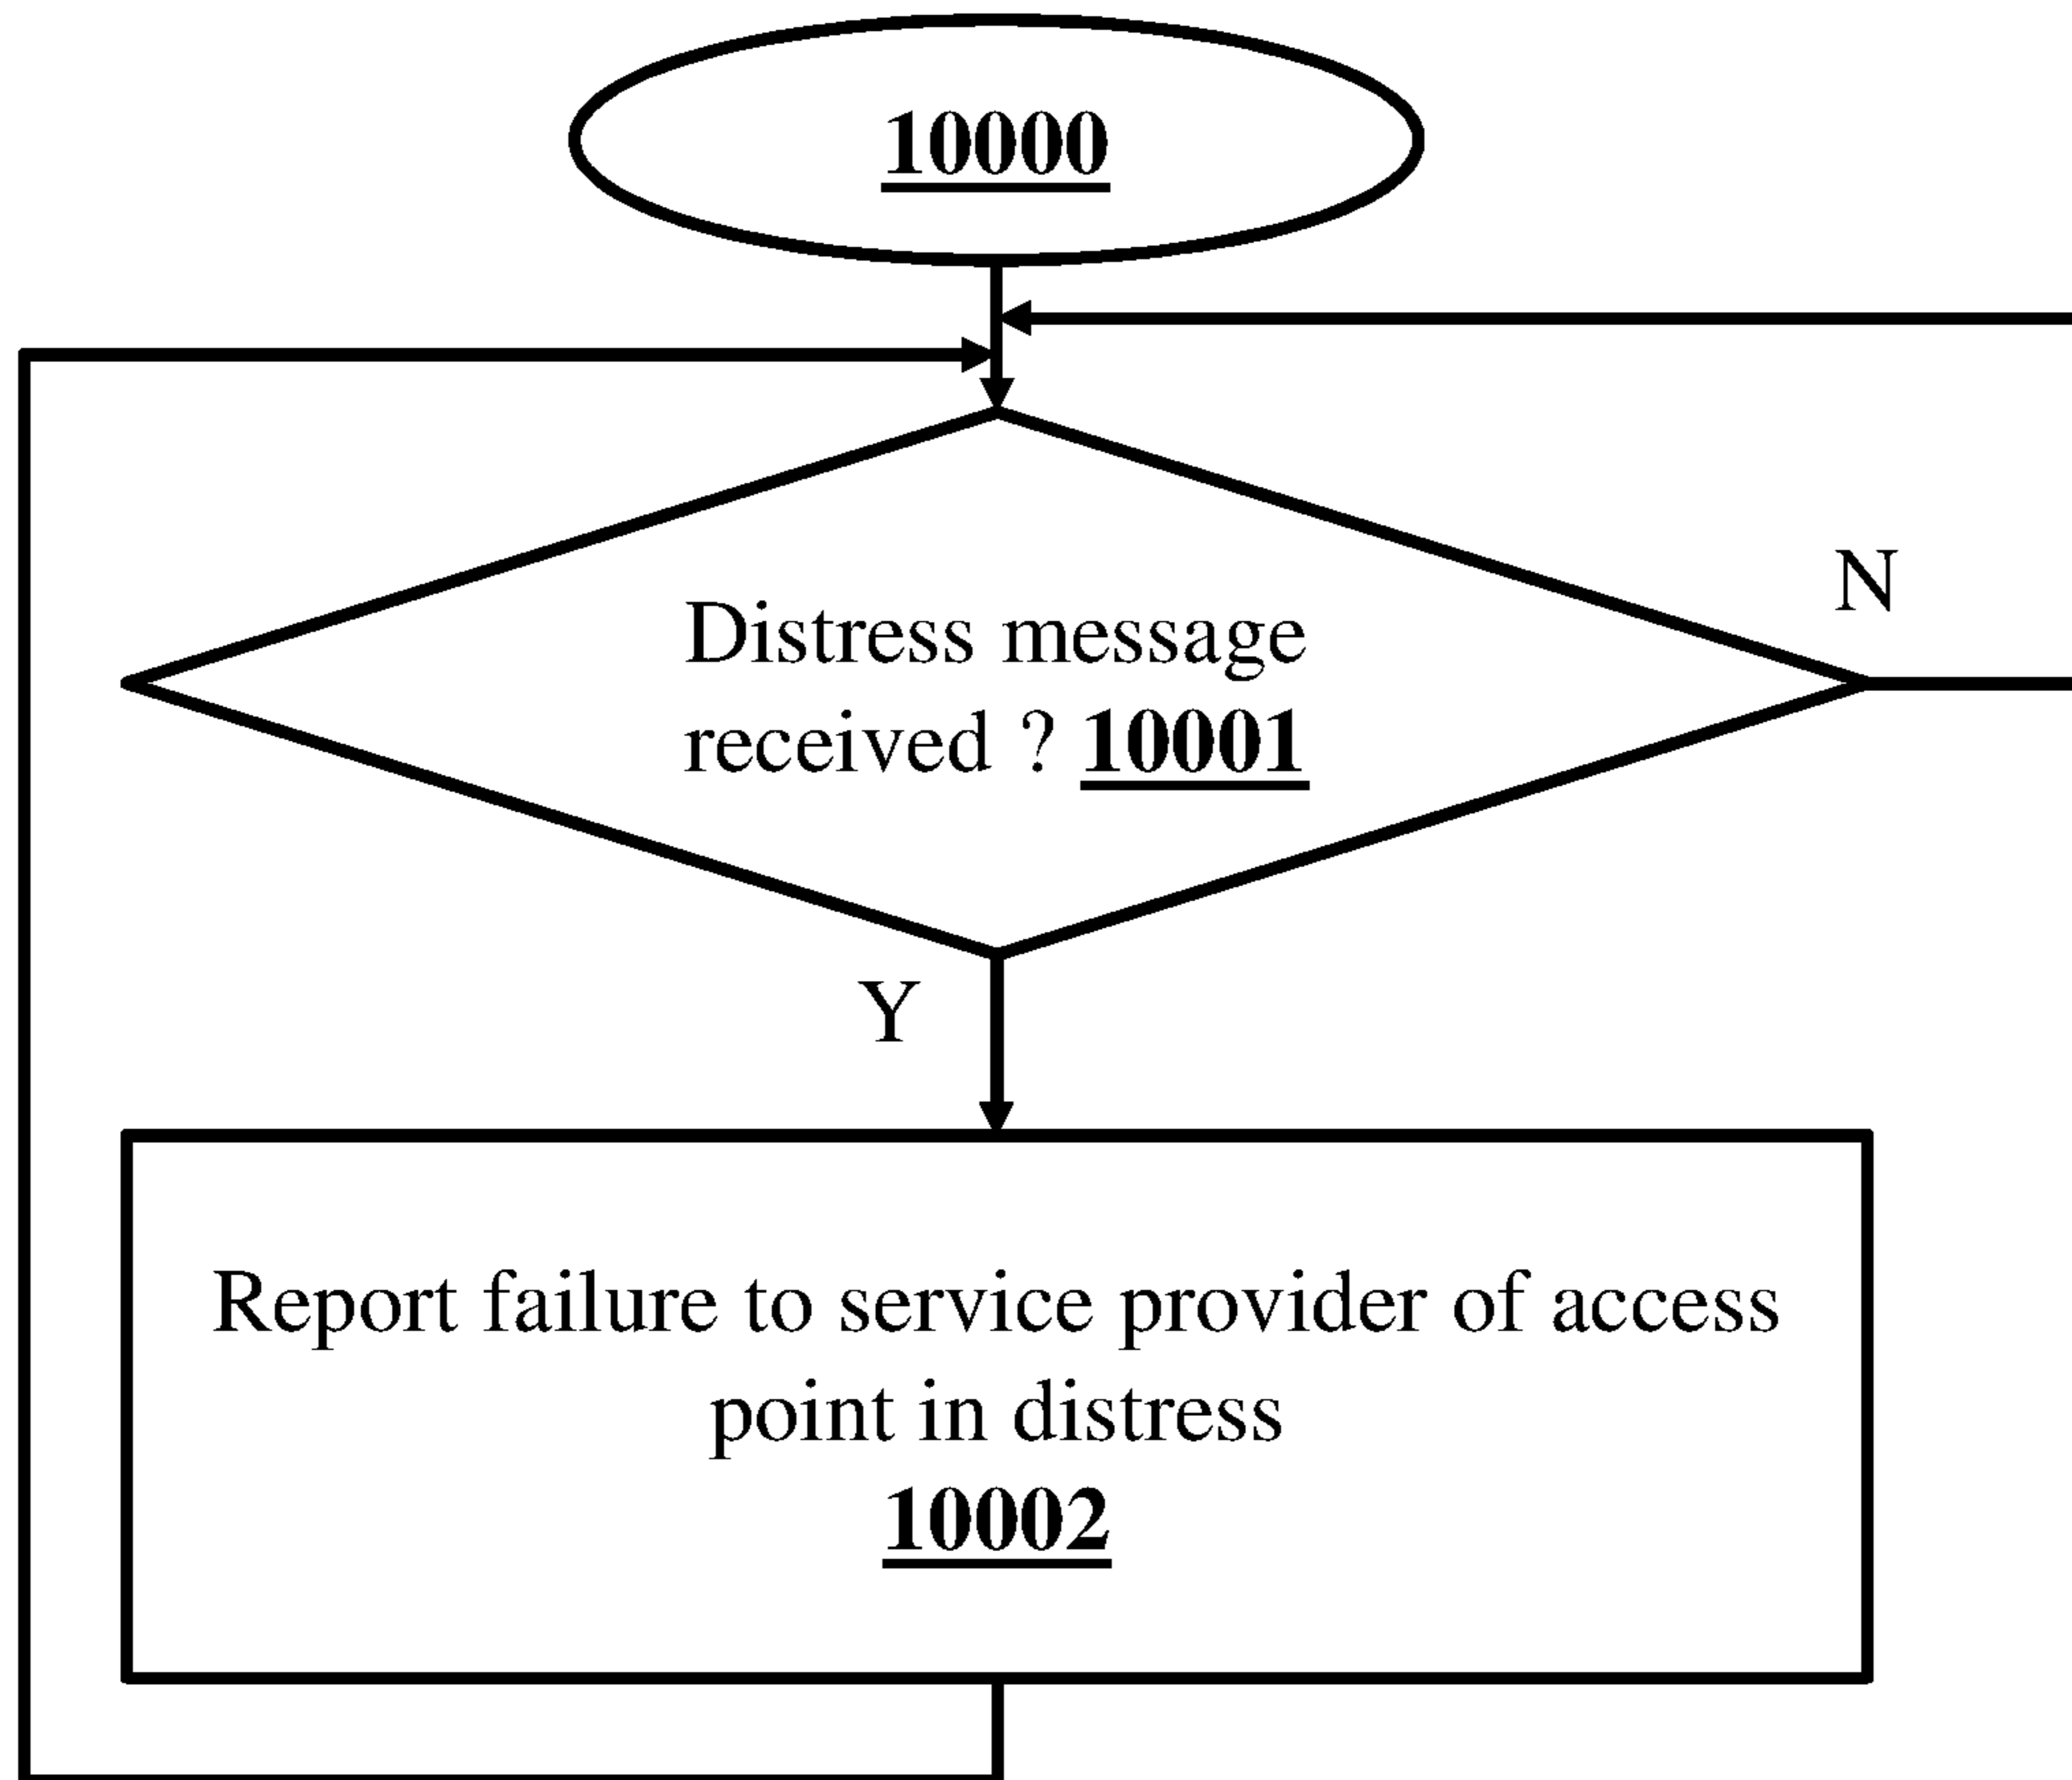 10000
N
Distress message
received ? 10001
Y
Report failure to service provider of access
point in distress
10002